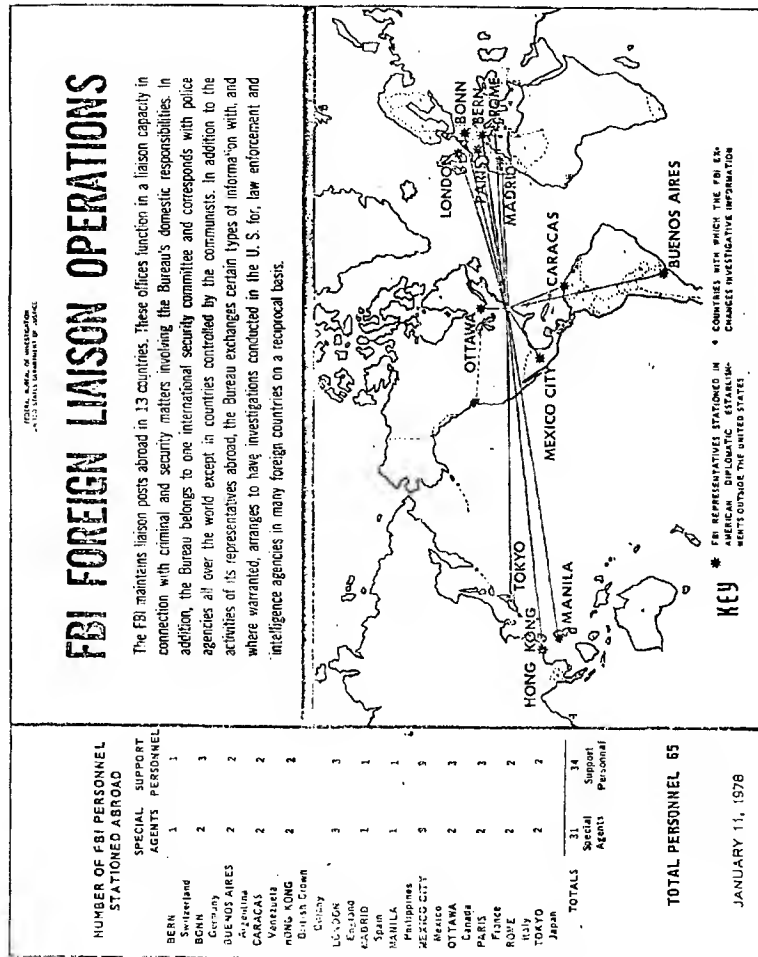 FEDERAL BUREAU OF INVESTIGATION
UNITED STATES DEPARTMENT OF JUSTICE
FBI FOREIGN LIAISON OPERATIONS
The FBI maintains liaison posts abroad in 13 countries. These offices function in a liaison capacity in
connection with criminal and security matters involving the Bureau's domestic responsibilities. In
addition, the Bureau belongs to one international security committee and corresponds with police
agencies all over the world except in countries controlled by the communists. In addition to the
activities of its representatives abroad, the Bureau exchanges certain types of information with, and
where warranted, arranges to have investigations conducted in the U. S. for, law enforcement and
intelligence agencies in many foreign countries on a reciprocal basis.
LONDON
BONN
PARIS
BERN
ROME
MADRID
OTTAWA
CARACAS
MEXICO CITY
BUENOS AIRES
TOKYO
HONG KONG
MANILA
KEY
* FBI REPRESENTATIVES STATIONED IN
AMERICAN DIPLOMATIC ESTABLISH-
MENTS OUTSIDE THE UNITED STATES
COUNTRIES WITH WHICH THE FBI EX-
CHANGES INVESTIGATIVE INFORMATION
NUMBER OF FBI PERSONNEL
STATIONED ABROAD
SPECIAL AGENTS SUPPORT PERSONNEL
BERN 1 1
Switzerland
BONN 2 3
Germany
BUENOS AIRES 2 2
Argentina
CARACAS 2 2
Venezuela
HONG KONG 2 2
British Crown
Colony
LONDON 3 3
England
MADRID 1 1
Spain
MANILA 1 1
Philippines
MEXICO CITY 9 9
Mexico
OTTAWA 2 3
Canada
PARIS 2 3
France
ROME 2 2
Italy
TOKYO 2 2
Japan
TOTALS 31 34
Special Agents Support Personnal
TOTAL PERSONNEL 65
JANUARY 11, 1978